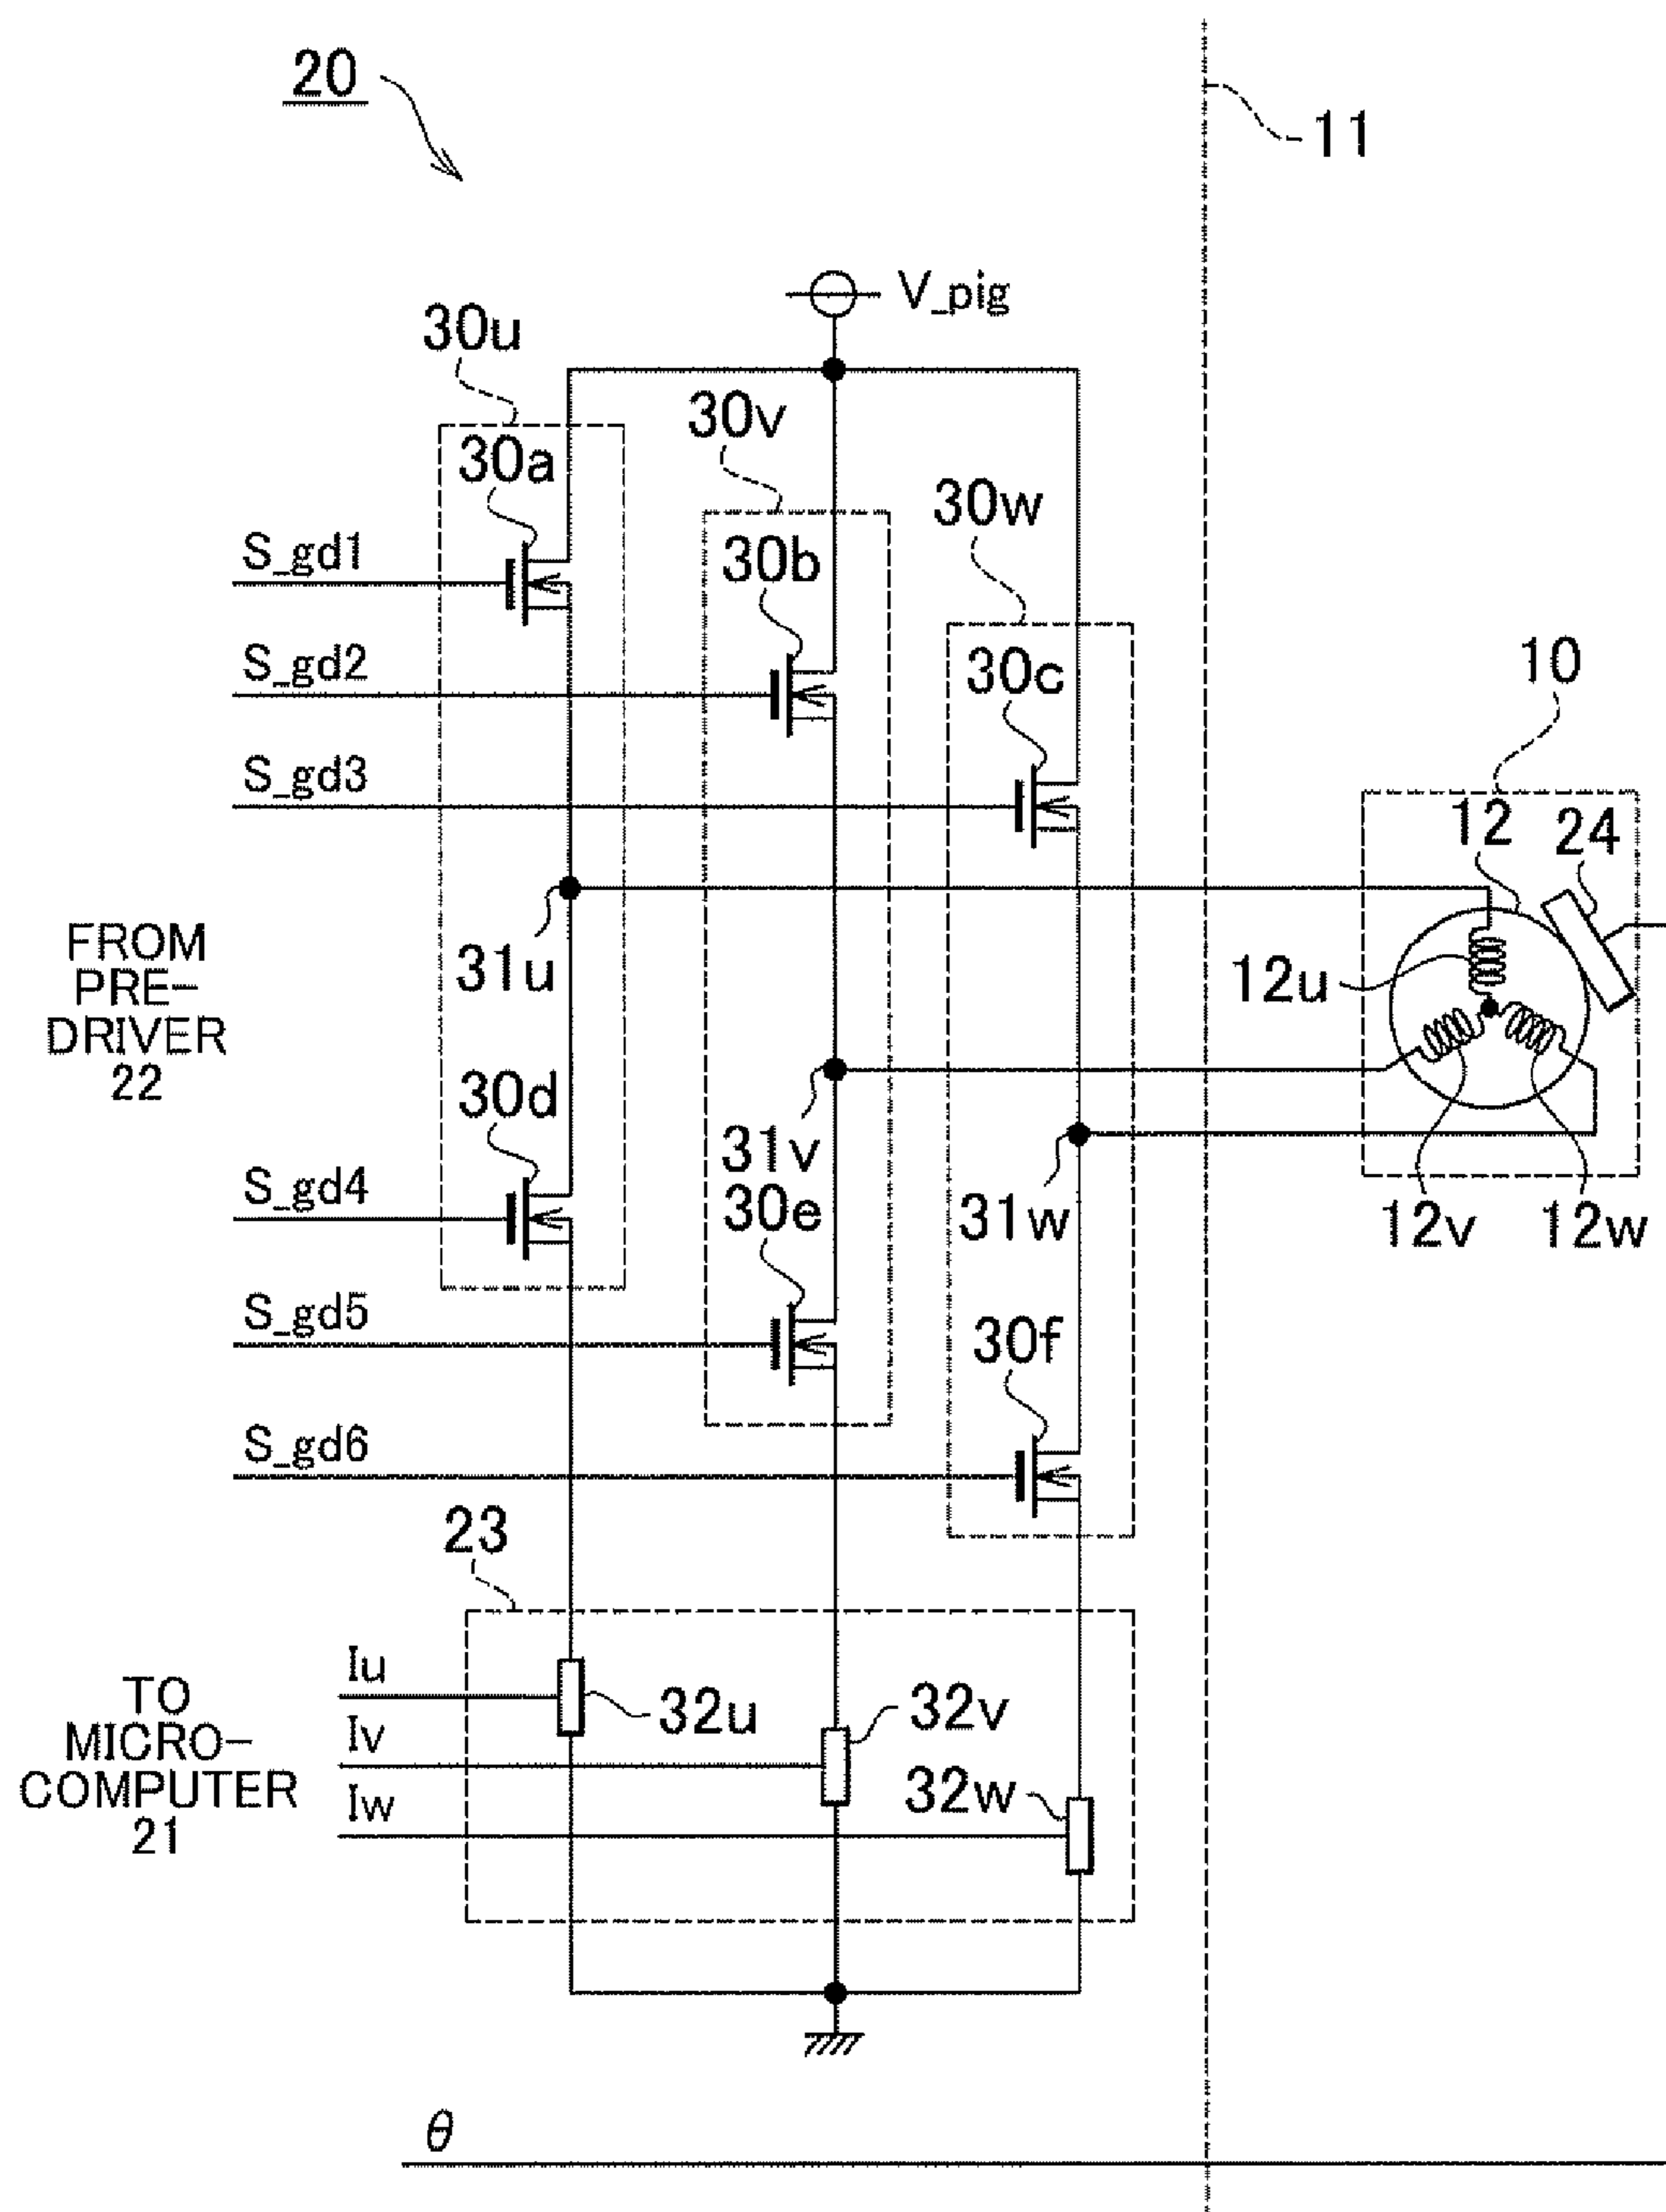 20
11
V_pig
30u
30v
30a
30w
S_gd1
30b
S_gd2
30c
10
S_gd3
12
24
FROM
PRE-
DRIVER
22
31u
12u
30d
31v
S_gd4
30e
31w
12v
12w
S_gd5
30f
S_gd6
23
TO
MICRO-
COMPUTER
21
Iu
32u
32v
Iv
32w
Iw
θ